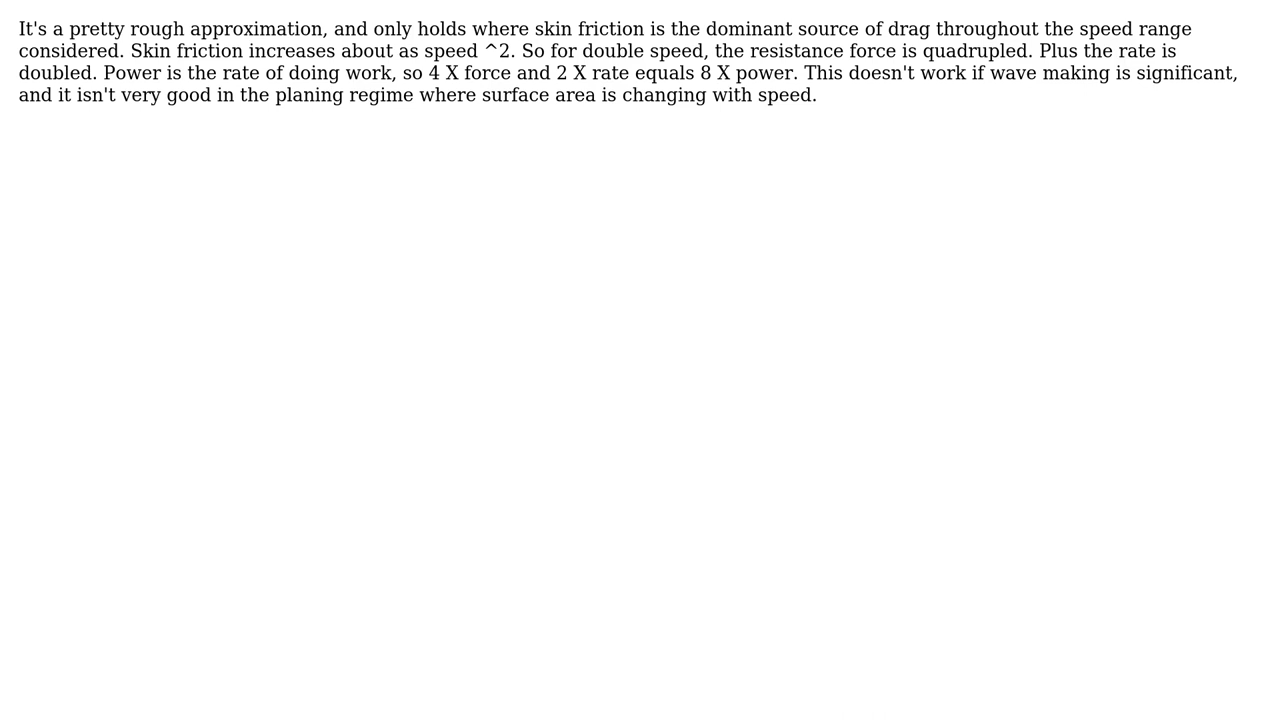 It's a pretty rough approximation, and only holds where skin friction is the dominant source of drag throughout the speed range
considered. Skin friction increases about as speed ^2. So for double speed, the resistance force is quadrupled. Plus the rate is
doubled. Power is the rate of doing work, so 4 X force and 2 X rate equals 8 X power. This doesn't work if wave making is significant,
and it isn't very good in the planing regime where surface area is changing with speed.